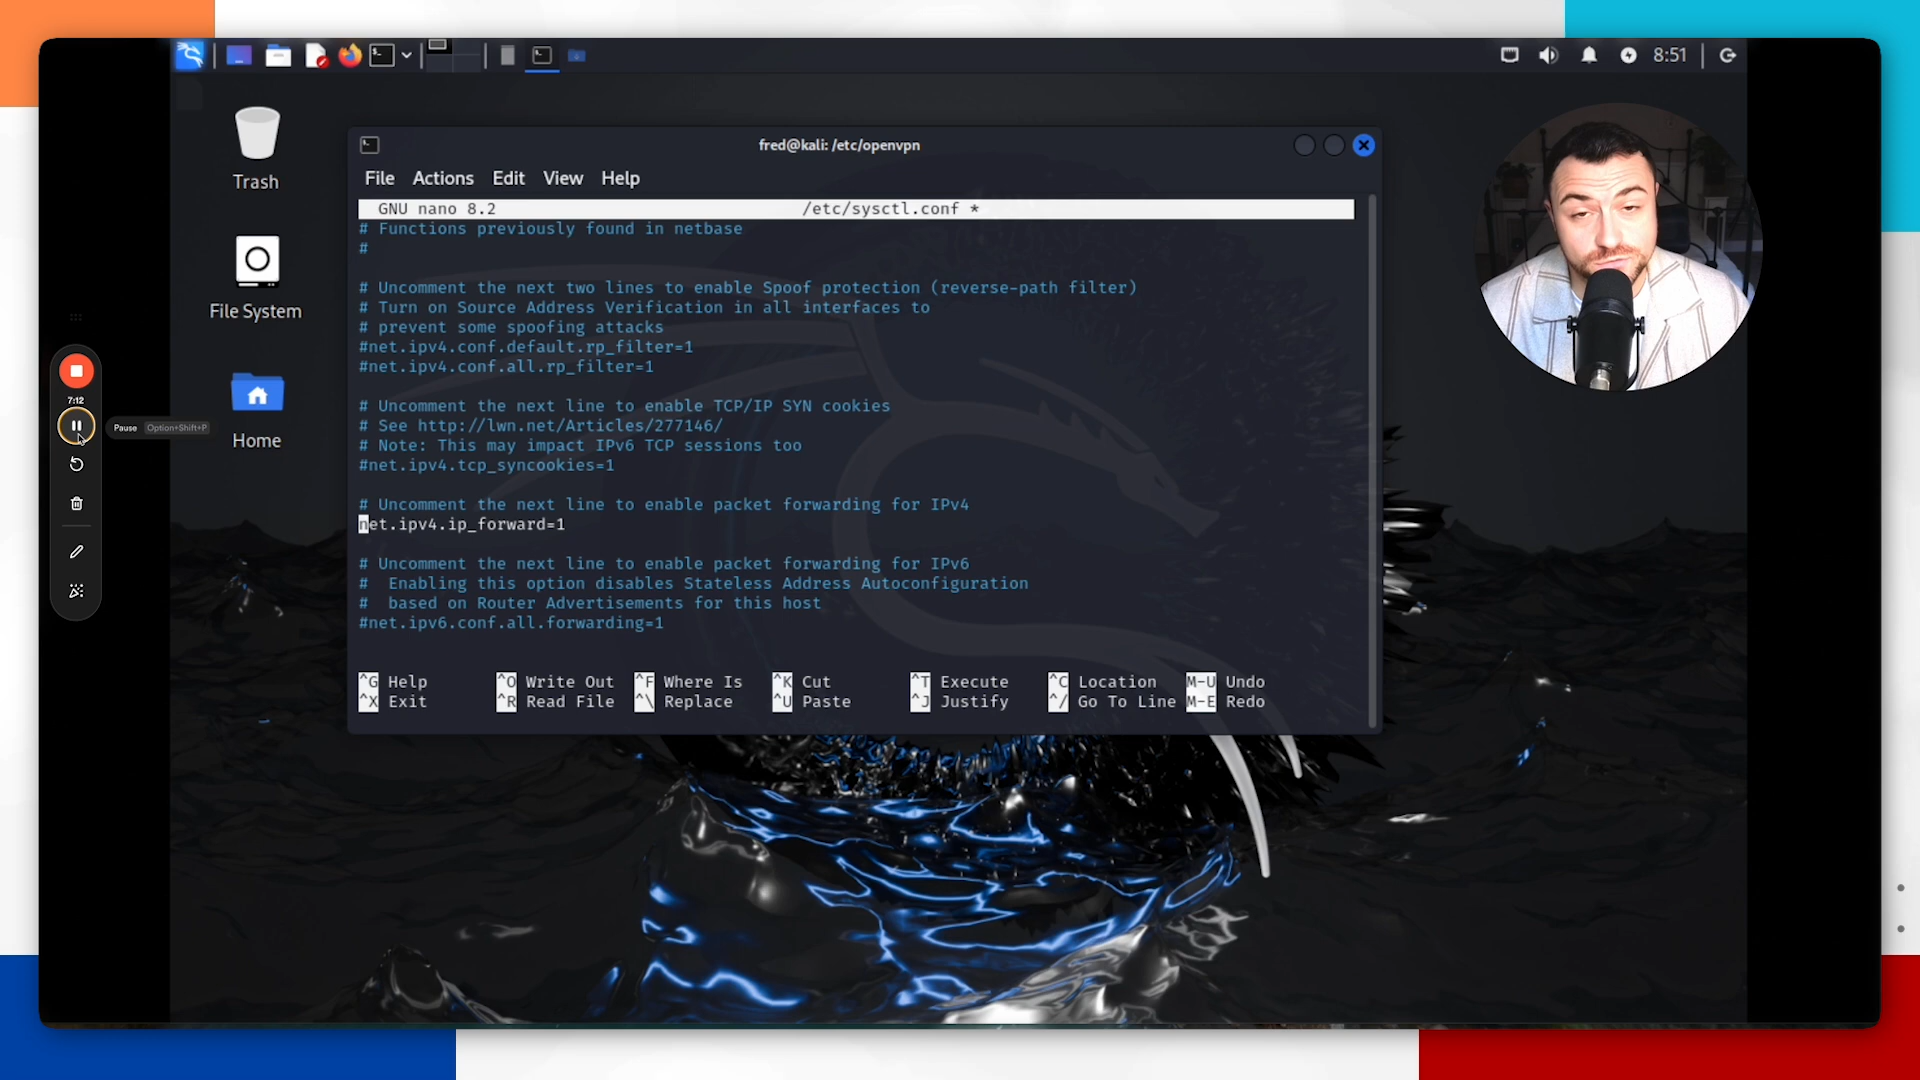 8:51
Trash
File System
Home
7:12
Pause Option+Shift+P
fred@kali: /etc/openvpn
File Actions Edit View Help
GNU nano 8.2 /etc/sysctl.conf *
# Functions previously found in netbase
#
# Uncomment the next two lines to enable Spoof protection (reverse-path filter)
# Turn on Source Address Verification in all interfaces to
# prevent some spoofing attacks
#net.ipv4.conf.default.rp_filter=1
#net.ipv4.conf.all.rp_filter=1
# Uncomment the next line to enable TCP/IP SYN cookies
# See http://lwn.net/Articles/277146/
# Note: This may impact IPv6 TCP sessions too
#net.ipv4.tcp_syncookies=1
# Uncomment the next line to enable packet forwarding for IPv4
net.ipv4.ip_forward=1
# Uncomment the next line to enable packet forwarding for IPv6
#  Enabling this option disables Stateless Address Autoconfiguration
#  based on Router Advertisements for this host
#net.ipv6.conf.all.forwarding=1
^G Help ^O Write Out ^F Where Is ^K Cut ^T Execute ^C Location M-U Undo
^X Exit ^R Read File ^\ Replace ^U Paste ^J Justify ^/ Go To Line M-E Redo